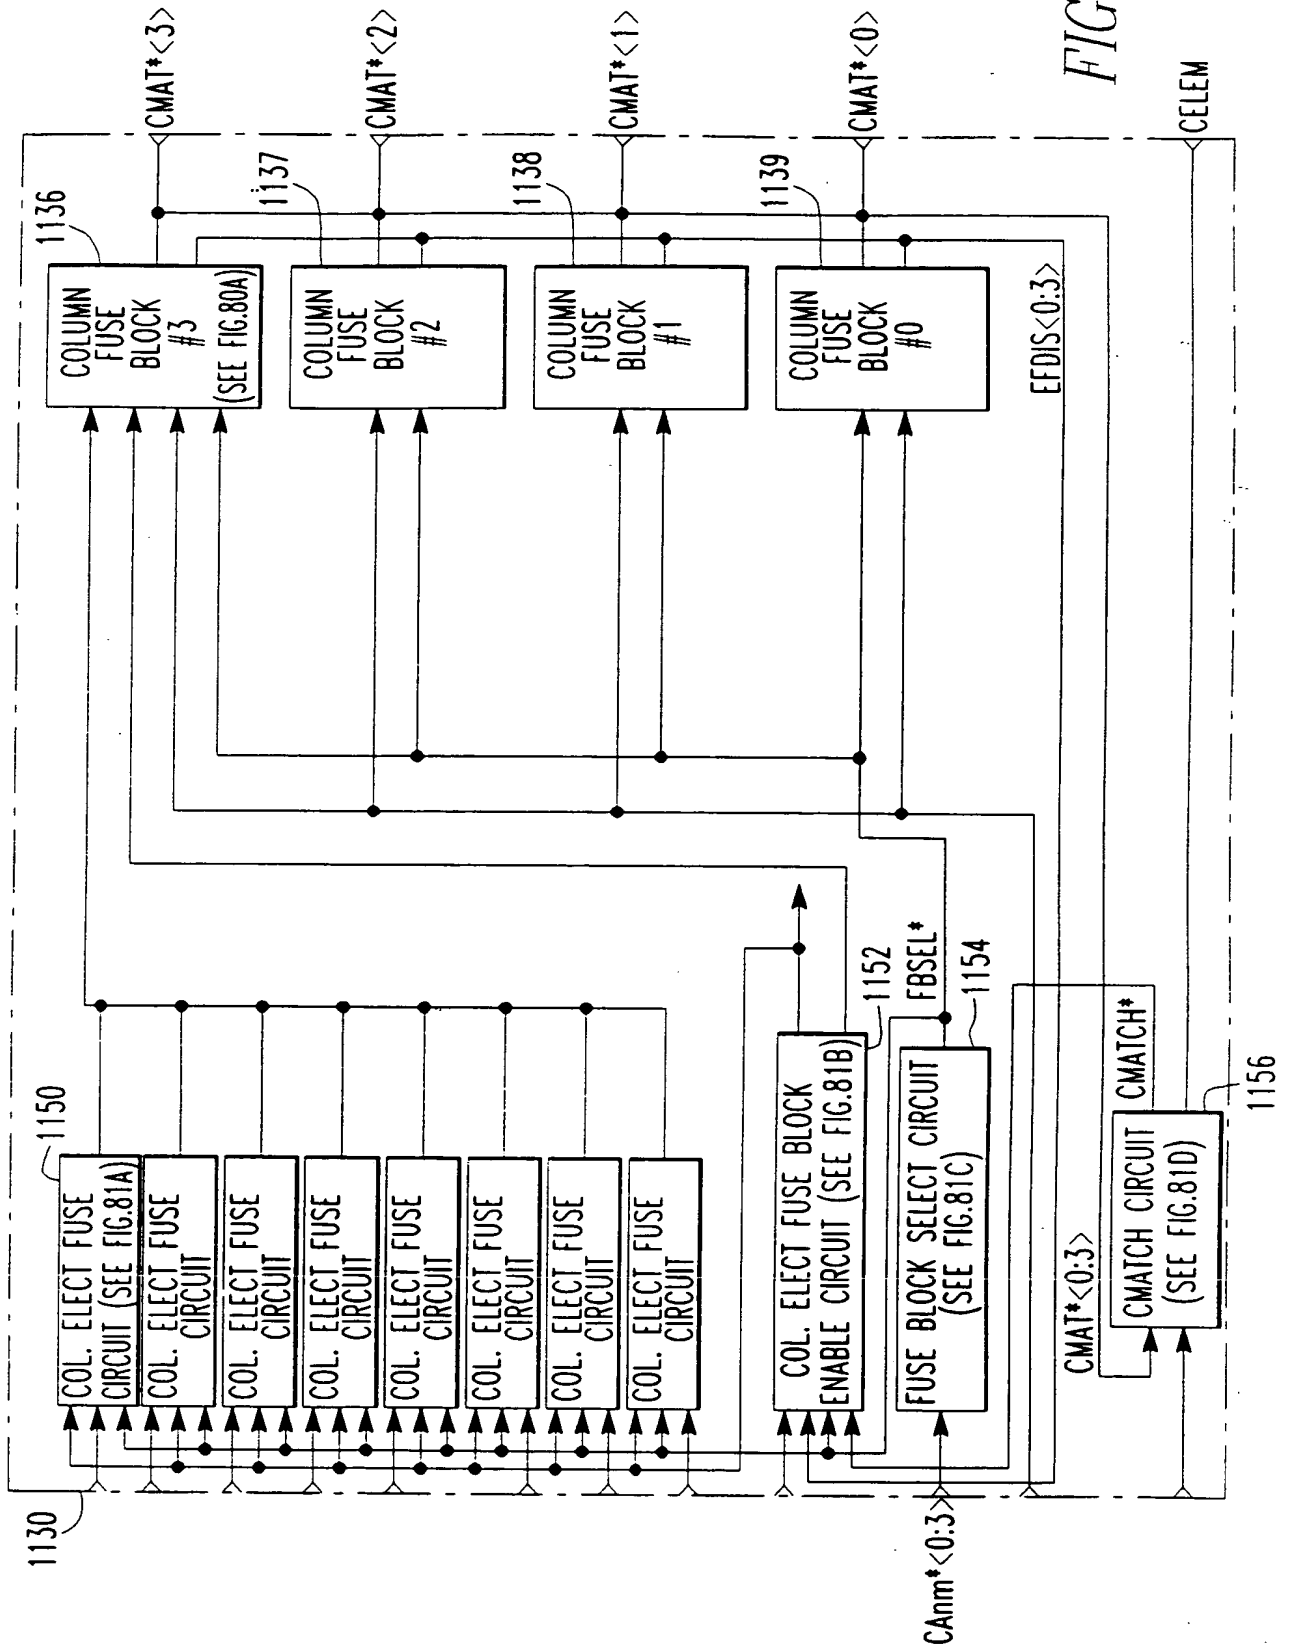 FIG
1130
1150
COL. ELECT FUSE
CIRCUIT (SEE FIG.81A)
COL. ELECT FUSE
CIRCUIT
COL. ELECT FUSE
CIRCUIT
COL. ELECT FUSE
CIRCUIT
COL. ELECT FUSE
CIRCUIT
COL. ELECT FUSE
CIRCUIT
COL. ELECT FUSE
CIRCUIT
COL. ELECT FUSE
CIRCUIT
COL. ELECT FUSE BLOCK
ENABLE CIRCUIT (SEE FIG.81B)
1152
FBSEL*
FUSE BLOCK SELECT CIRCUIT
(SEE FIG.81C)
1154
CAnm*<0:3>
CMAT*<0:3>
CMATCH*
CMATCH CIRCUIT
(SEE FIG.81D)
1156
1136
COLUMN
FUSE
BLOCK
#3
(SEE FIG.80A)
CMAT*<3>
1137
COLUMN
FUSE
BLOCK
#2
CMAT*<2>
1138
COLUMN
FUSE
BLOCK
#1
CMAT*<1>
1139
COLUMN
FUSE
BLOCK
#0
CMAT*<0>
EFDIS<0:3>
CELEM